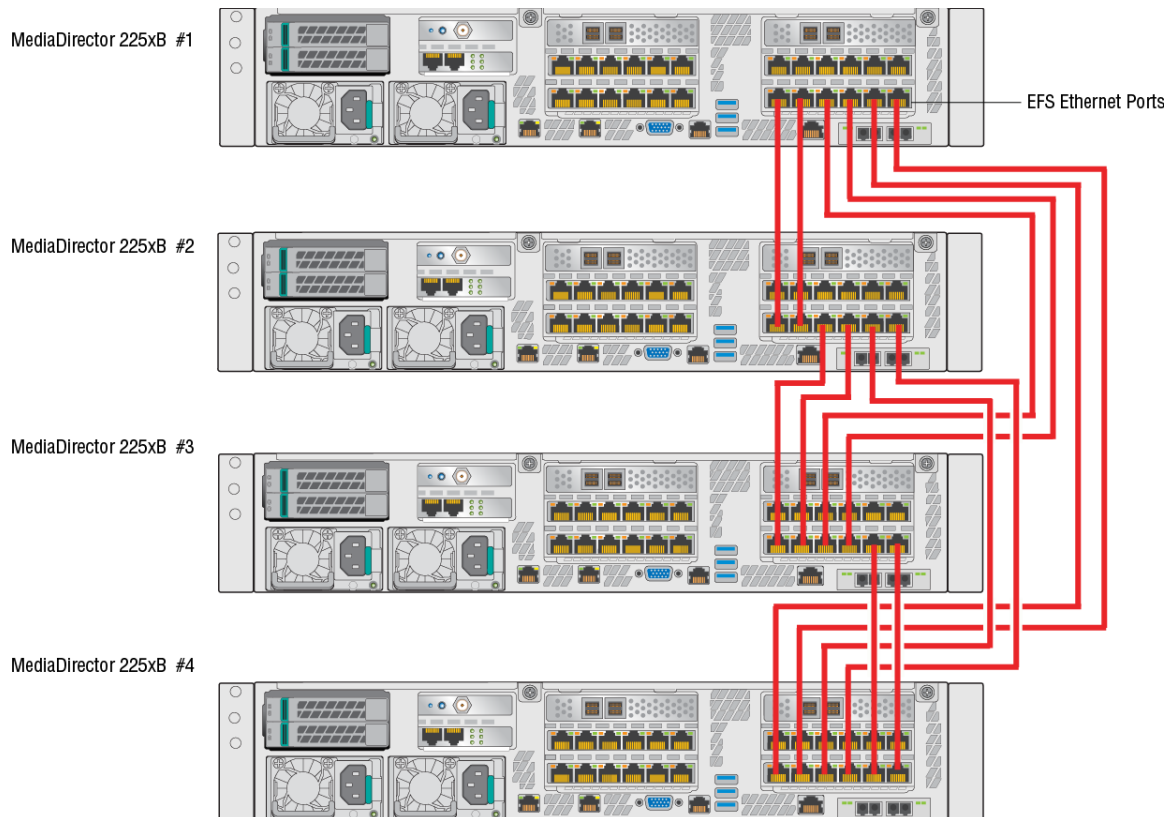 MediaDirector 225xB #1
EFS Ethernet Ports
MediaDirector 225xB #2
MediaDirector 225xB #3
MediaDirector 225xB #4